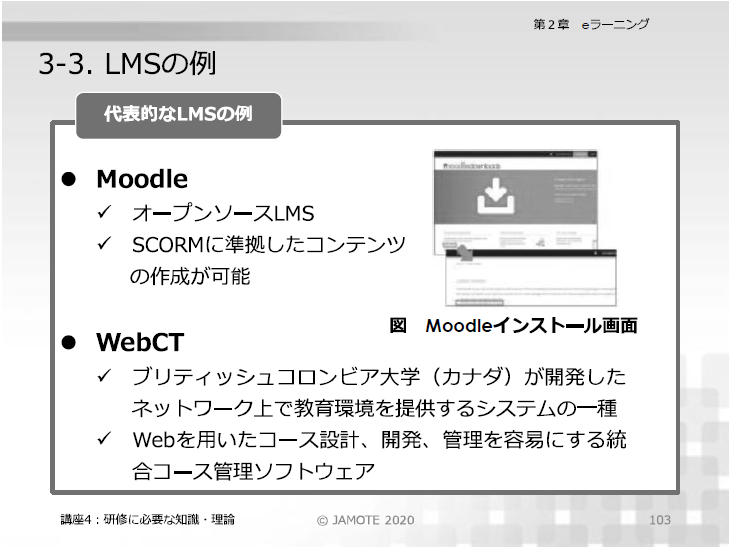 第2章　eラーニング
3-3. LMSの例
代表的なLMSの例
● Moodle
✓ オープンソースLMS
✓ SCORMに準拠したコンテンツ
の作成が可能
moodledownloads
図　Moodleインストール画面
● WebCT
✓ ブリティッシュコロンビア大学（カナダ）が開発した
ネットワーク上で教育環境を提供するシステムの一種
✓ Webを用いたコース設計、開発、管理を容易にする統
合コース管理ソフトウェア
講座4：研修に必要な知識・理論
© JAMOTE 2020
103